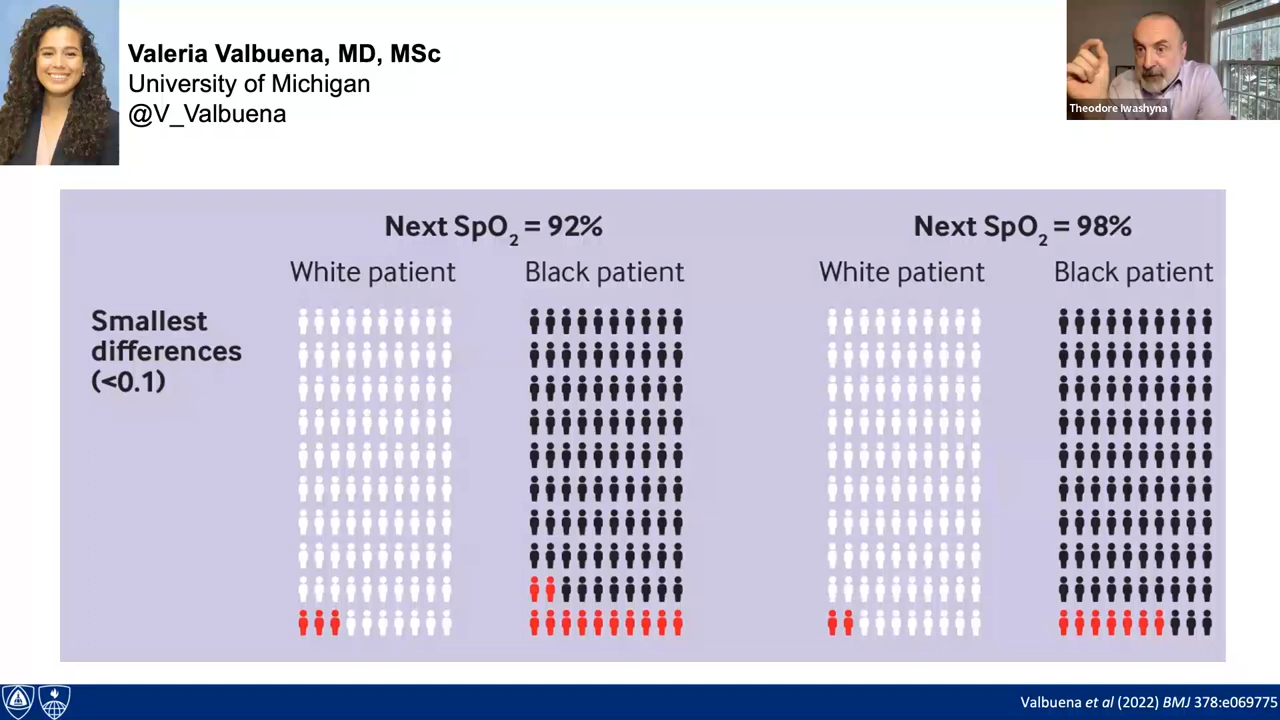 Valeria Valbuena, MD, MSc
University of Michigan
@V_Valbuena
Theodore Iwashyna
Next SpO₂ = 92%
Next SpO₂ = 98%
White patient
Black patient
White patient
Black patient
Smallest
differences
(<0.1)
Valbuena et al (2022) BMJ 378:e069775